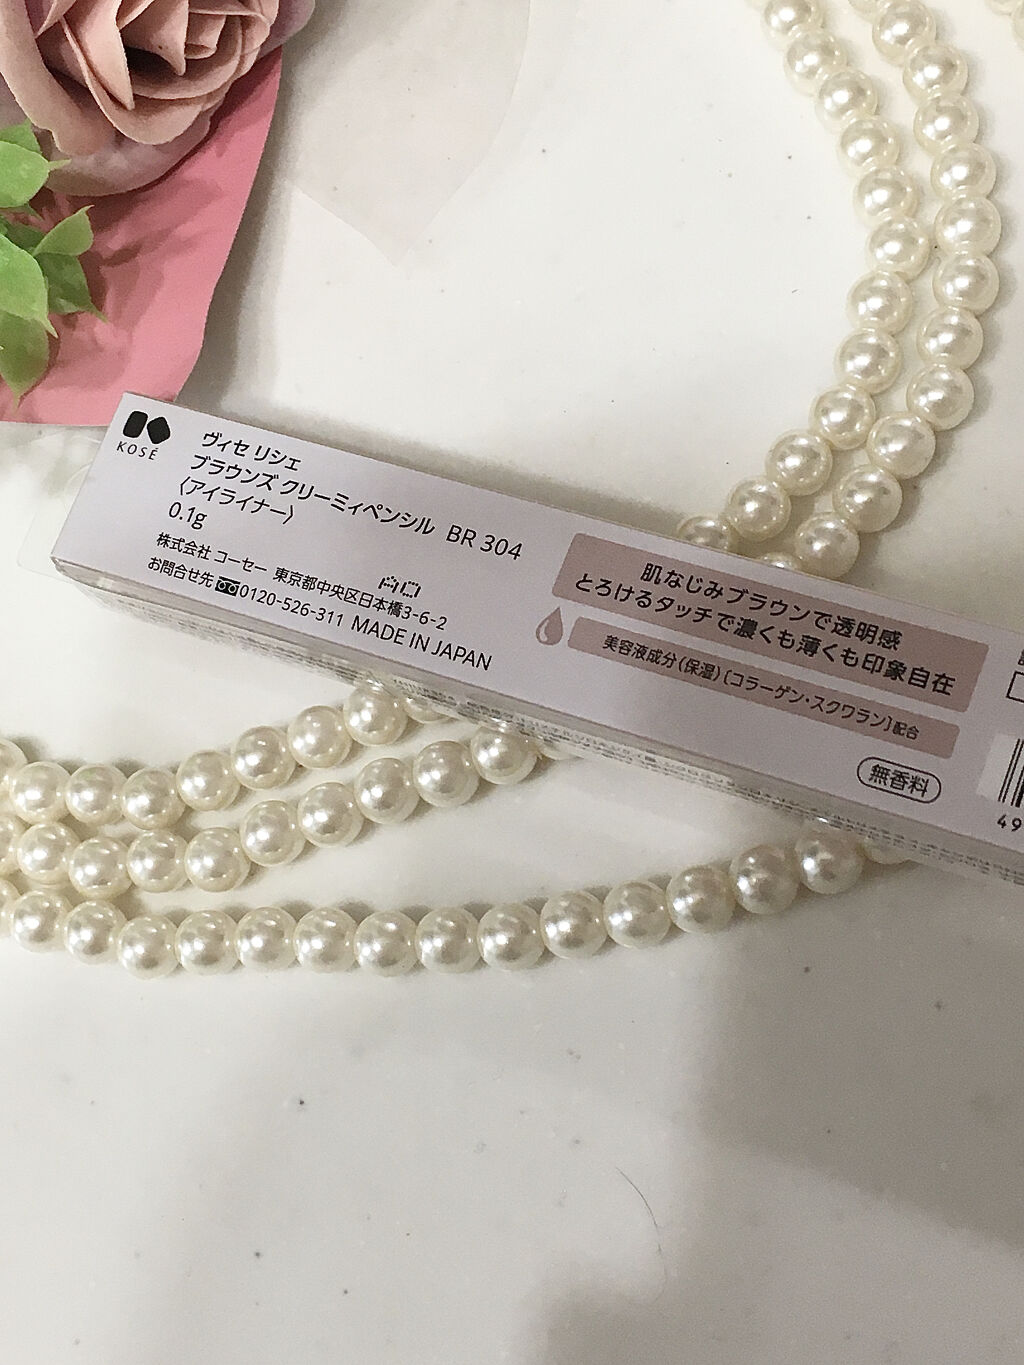 KOSÉ
ヴィセ リシェ
ブラウンズ クリーミィペンシル BR 304
〈アイライナー〉
0.1g
株式会社 コーセー 東京都中央区日本橋3-6-2
お問合せ先 0120-526-311 MADE IN JAPAN
肌なじみブラウンで透明感
とろけるタッチで濃くも薄くも印象自在
美容液成分(保湿)〔コラーゲン・スクワラン〕配合
無香料
49